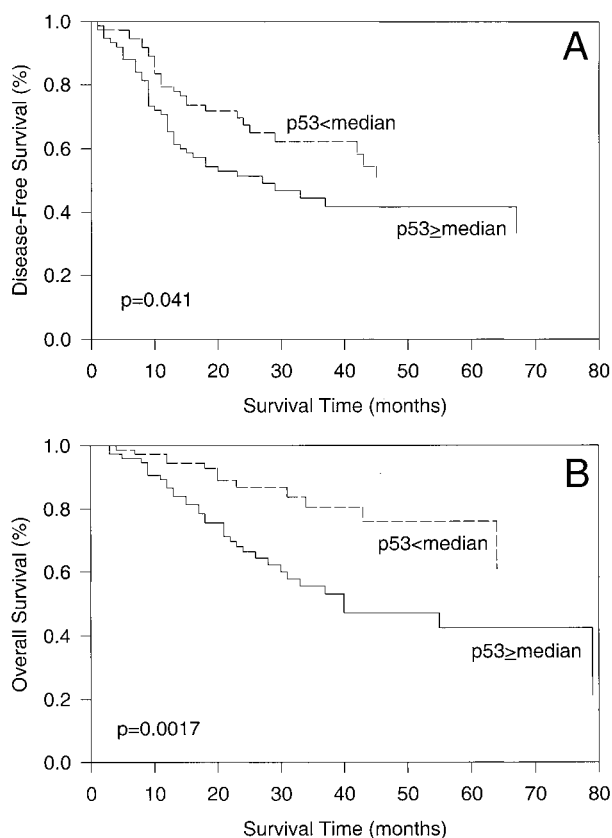 A
Disease-Free Survival (%)
1.0
0.8
0.6
0.4
0.2
0.0
p53<median
p53≥median
p=0.041
0 10 20 30 40 50 60 70 80
Survival Time (months)
B
Overall Survival (%)
1.0
0.8
0.6
0.4
0.2
0.0
p53<median
p53≥median
p=0.0017
0 10 20 30 40 50 60 70 80
Survival Time (months)